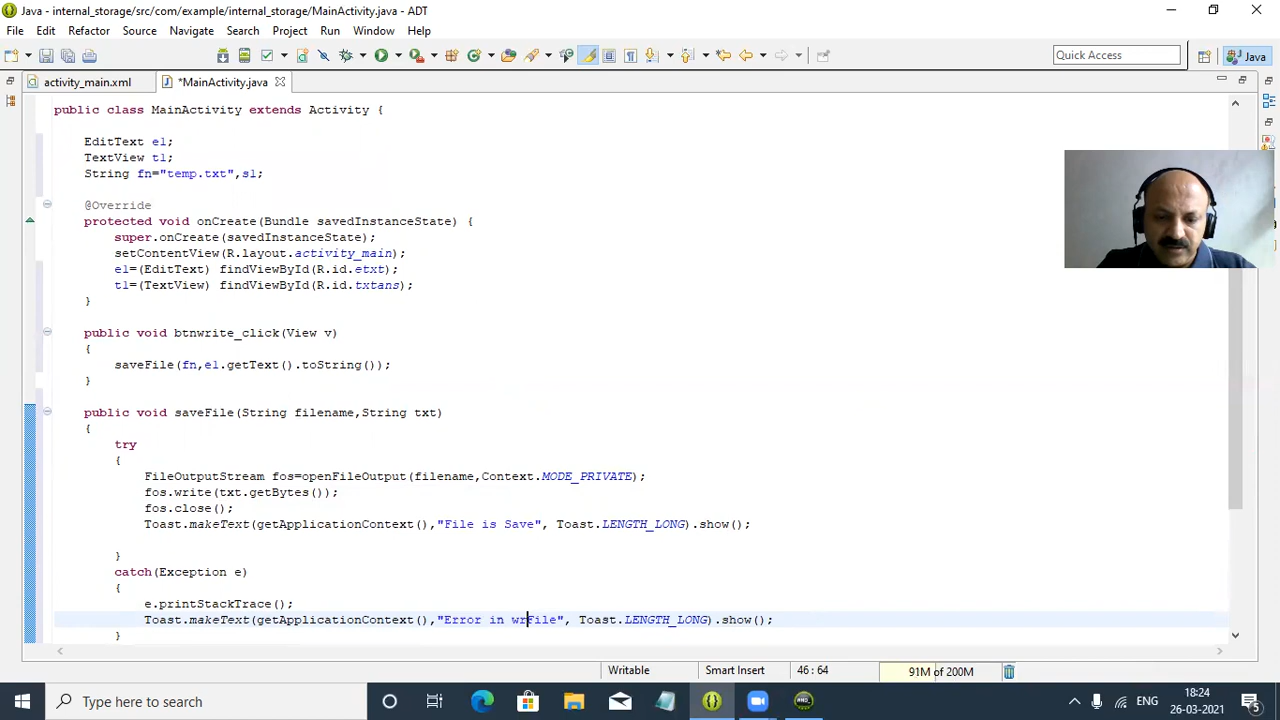 Java - internal_storage/src/com/example/internal_storage/MainActivity.java - ADT
File Edit Refactor Source Navigate Search Project Run Window Help
Quick Access
Java
activity_main.xml
*MainActivity.java
public class MainActivity extends Activity {
EditText e1;
TextView t1;
String fn="temp.txt",s1;
@Override
protected void onCreate(Bundle savedInstanceState) {
super.onCreate(savedInstanceState);
setContentView(R.layout.activity_main);
e1=(EditText) findViewById(R.id.etxt);
t1=(TextView) findViewById(R.id.txtans);
}
public void btnwrite_click(View v)
{
saveFile(fn,e1.getText().toString());
}
public void saveFile(String filename,String txt)
{
try
{
FileOutputStream fos=openFileOutput(filename,Context.MODE_PRIVATE);
fos.write(txt.getBytes());
fos.close();
Toast.makeText(getApplicationContext(),"File is Save", Toast.LENGTH_LONG).show();
}
catch(Exception e)
{
e.printStackTrace();
Toast.makeText(getApplicationContext(),"Error in wrFile", Toast.LENGTH_LONG).show();
}
Writable
Smart Insert
46 : 64
91M of 200M
Type here to search
ENG
18:24
26-03-2021
5